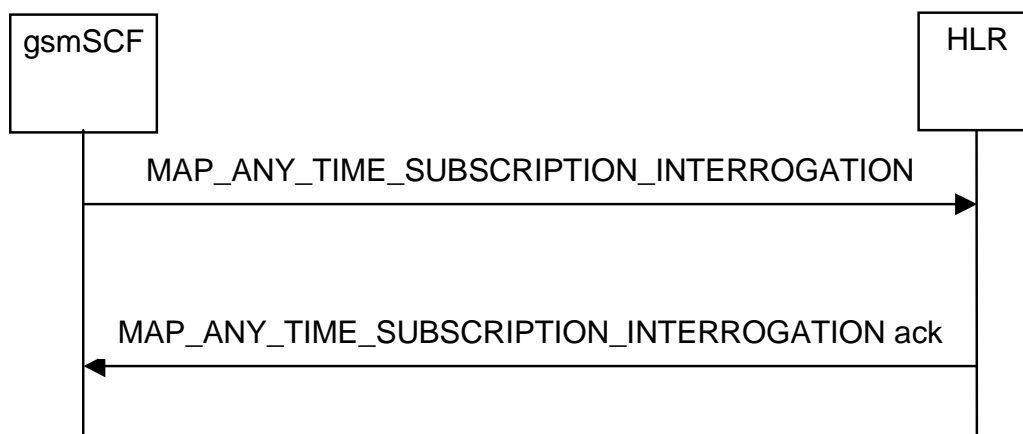 gsmSCF
HLR
MAP_ANY_TIME_SUBSCRIPTION_INTERROGATION
MAP_ANY_TIME_SUBSCRIPTION_INTERROGATION ack